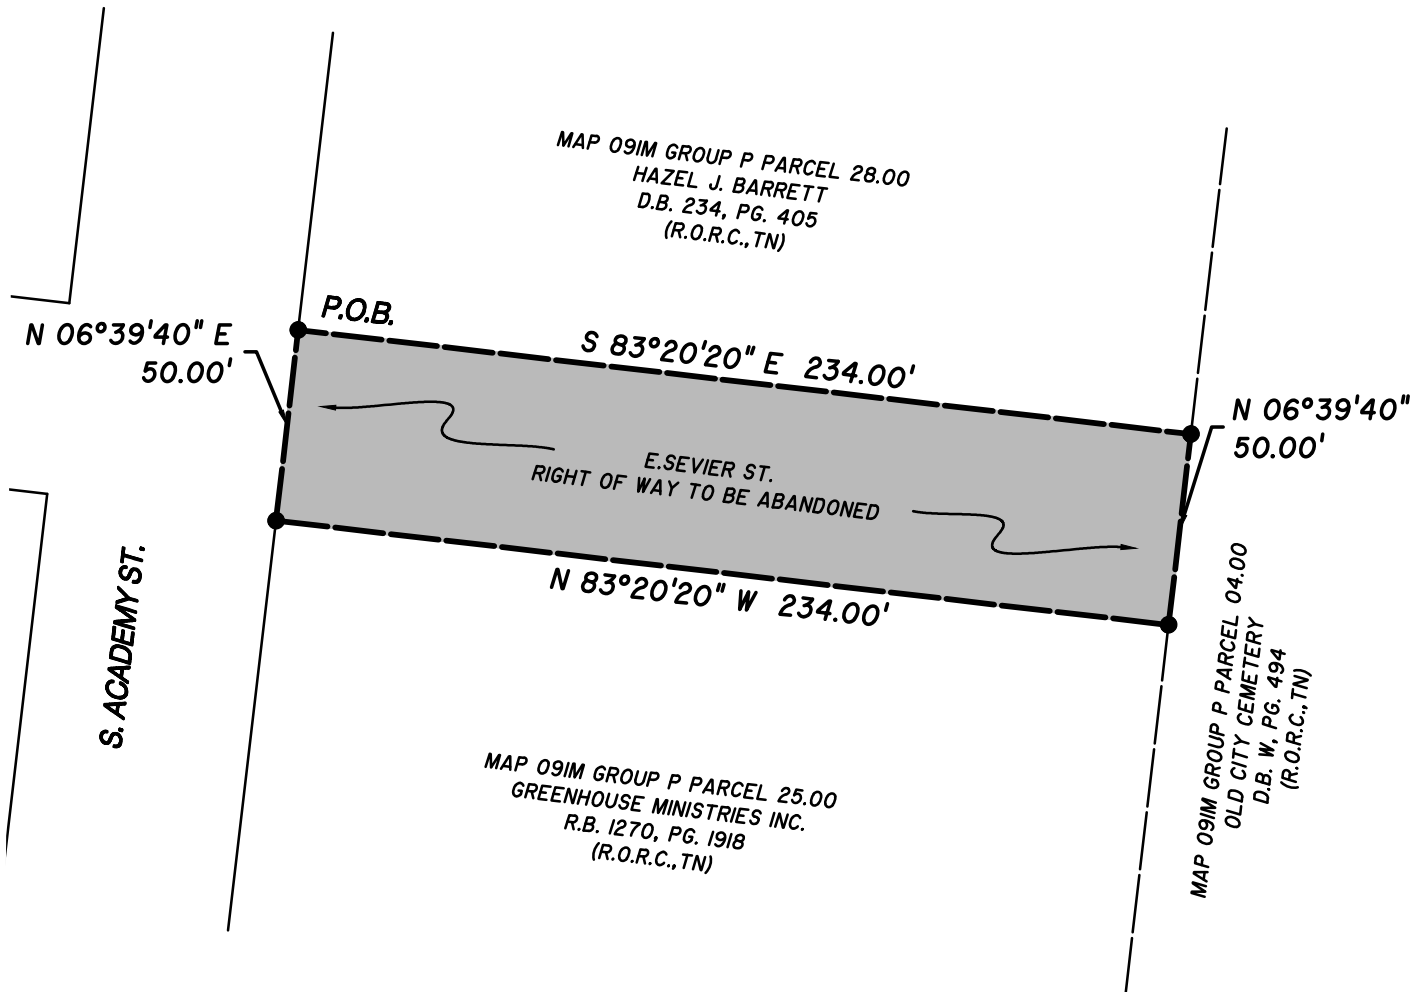 MAP 091M GROUP P PARCEL 28.00
HAZEL J. BARRETT
D.B. 234, PG. 405
(R.O.R.C.,TN)
P.O.B.
N 06°39'40" E
50.00'
S 83°20'20" E 234.00'
N 06°39'40"
50.00'
E.SEVIER ST.
RIGHT OF WAY TO BE ABANDONED
N 83°20'20" W 234.00'
S. ACADEMY ST.
MAP 091M GROUP P PARCEL 04.00
OLD CITY CEMETERY
D.B. W, PG. 494
(R.O.R.C.,TN)
MAP 091M GROUP P PARCEL 25.00
GREENHOUSE MINISTRIES INC.
R.B. 1270, PG. 1918
(R.O.R.C.,TN)